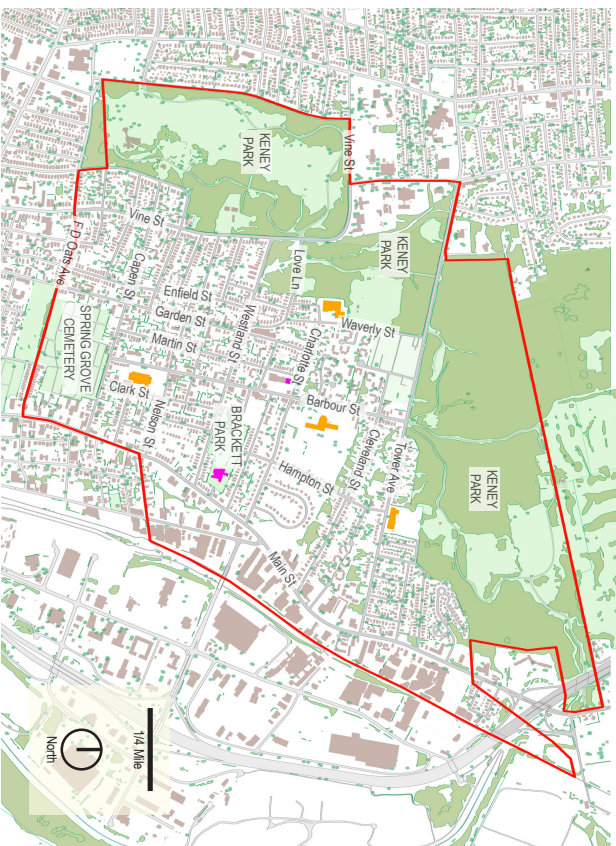 KENEY
PARK
Vine St
KENEY
PARK
KENEY
PARK
Vine St
Love Ln
Waverly St
F D Oats Ave
Capen St
Enfield St
Garden St
Martin St
Westland St
Charlotte St
Barbour St
Cleveland St
Tower Ave
SPRING GROVE
CEMETERY
Clark St
Nelson St
BRACKETT
PARK
Hampton St
Main St
1/4 Mile
North